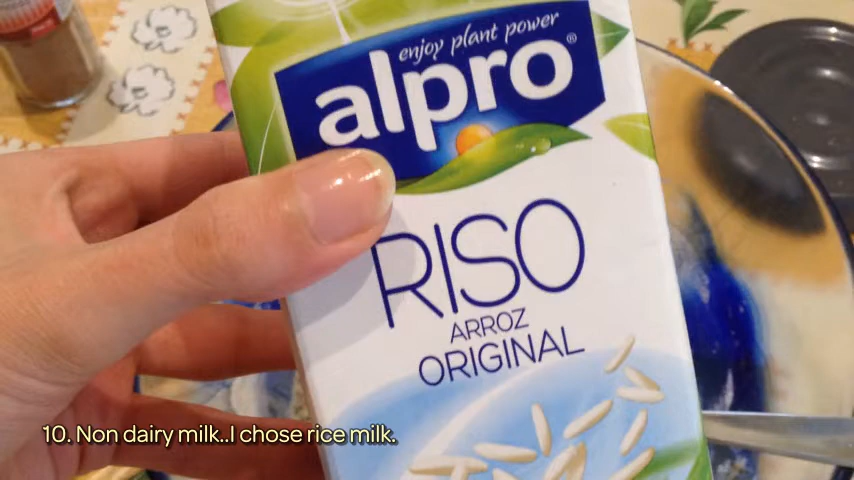 enjoy plant power
alpro®
RISO
ARROZ
ORIGINAL
10. Non dairy milk..I chose rice milk.